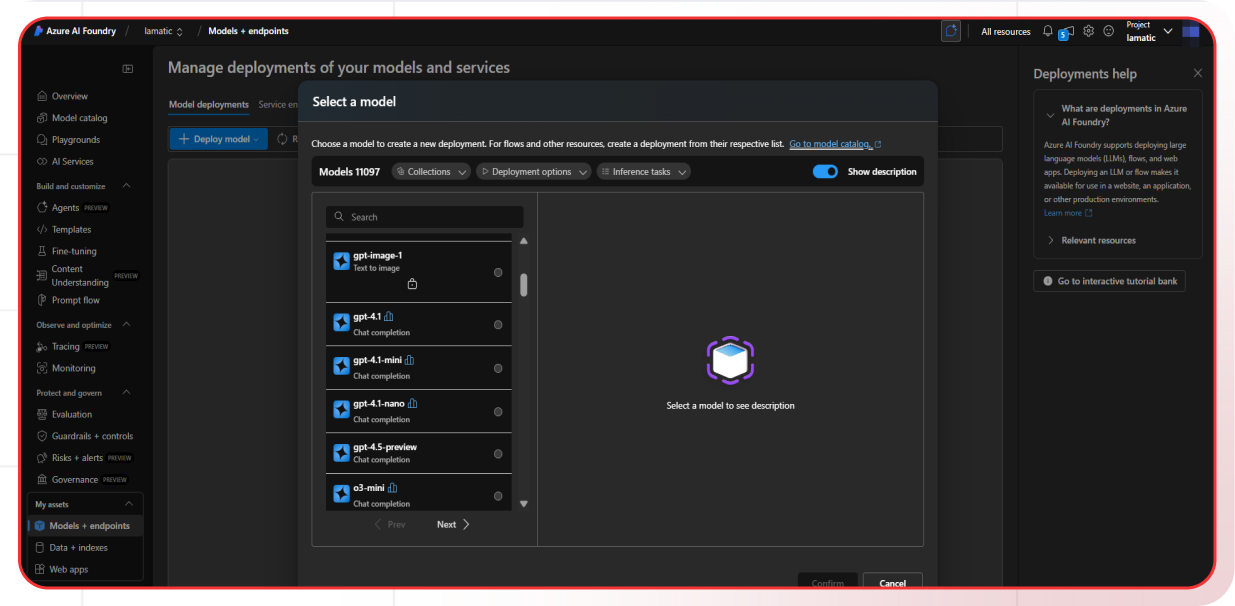 Azure AI Foundry / lamatic / Models + endpoints
All resources
5
Project
lamatic
Overview
Model catalog
Playgrounds
AI Services
Build and customize
Agents PREVIEW
Templates
Fine-tuning
Content
Understanding PREVIEW
Prompt flow
Observe and optimize
Tracing PREVIEW
Monitoring
Protect and govern
Evaluation
Guardrails + controls
Risks + alerts PREVIEW
Governance PREVIEW
My assets
Models + endpoints
Data + indexes
Web apps
Manage deployments of your models and services
Model deployments Service en
+ Deploy model
R
Select a model
Choose a model to create a new deployment. For flows and other resources, create a deployment from their respective list. Go to model catalog.
Models 11097 Collections Deployment options Inference tasks Show description
Search
gpt-image-1
Text to image
gpt-4.1
Chat completion
gpt-4.1-mini
Chat completion
gpt-4.1-nano
Chat completion
gpt-4.5-preview
Chat completion
o3-mini
Chat completion
Prev Next
Select a model to see description
Confirm Cancel
Deployments help
What are deployments in Azure
AI Foundry?
Azure AI Foundry supports deploying large
language models (LLMs), flows, and web
apps. Deploying an LLM or flow makes it
available for use in a website, an application,
or other production environments.
Learn more
Relevant resources
Go to interactive tutorial bank